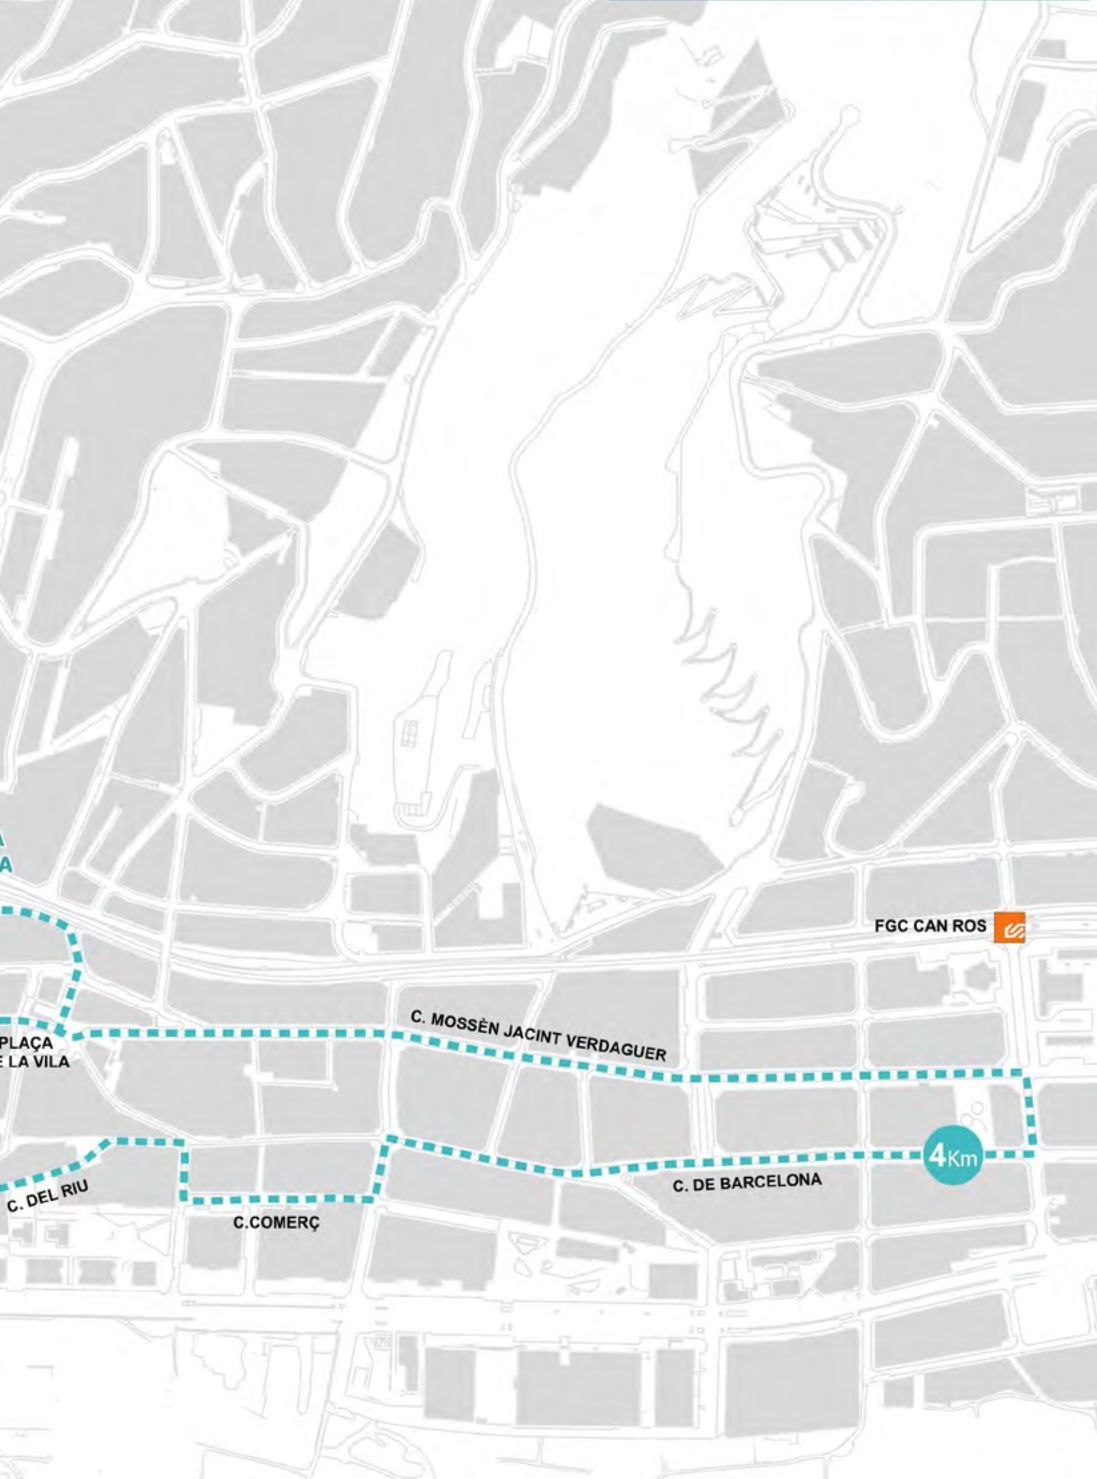 A
A
FGC CAN ROS
C. MOSSÈN JACINT VERDAGUER
PLAÇA
E LA VILA
4Km
C. DE BARCELONA
C. DEL RIU
C.COMERÇ